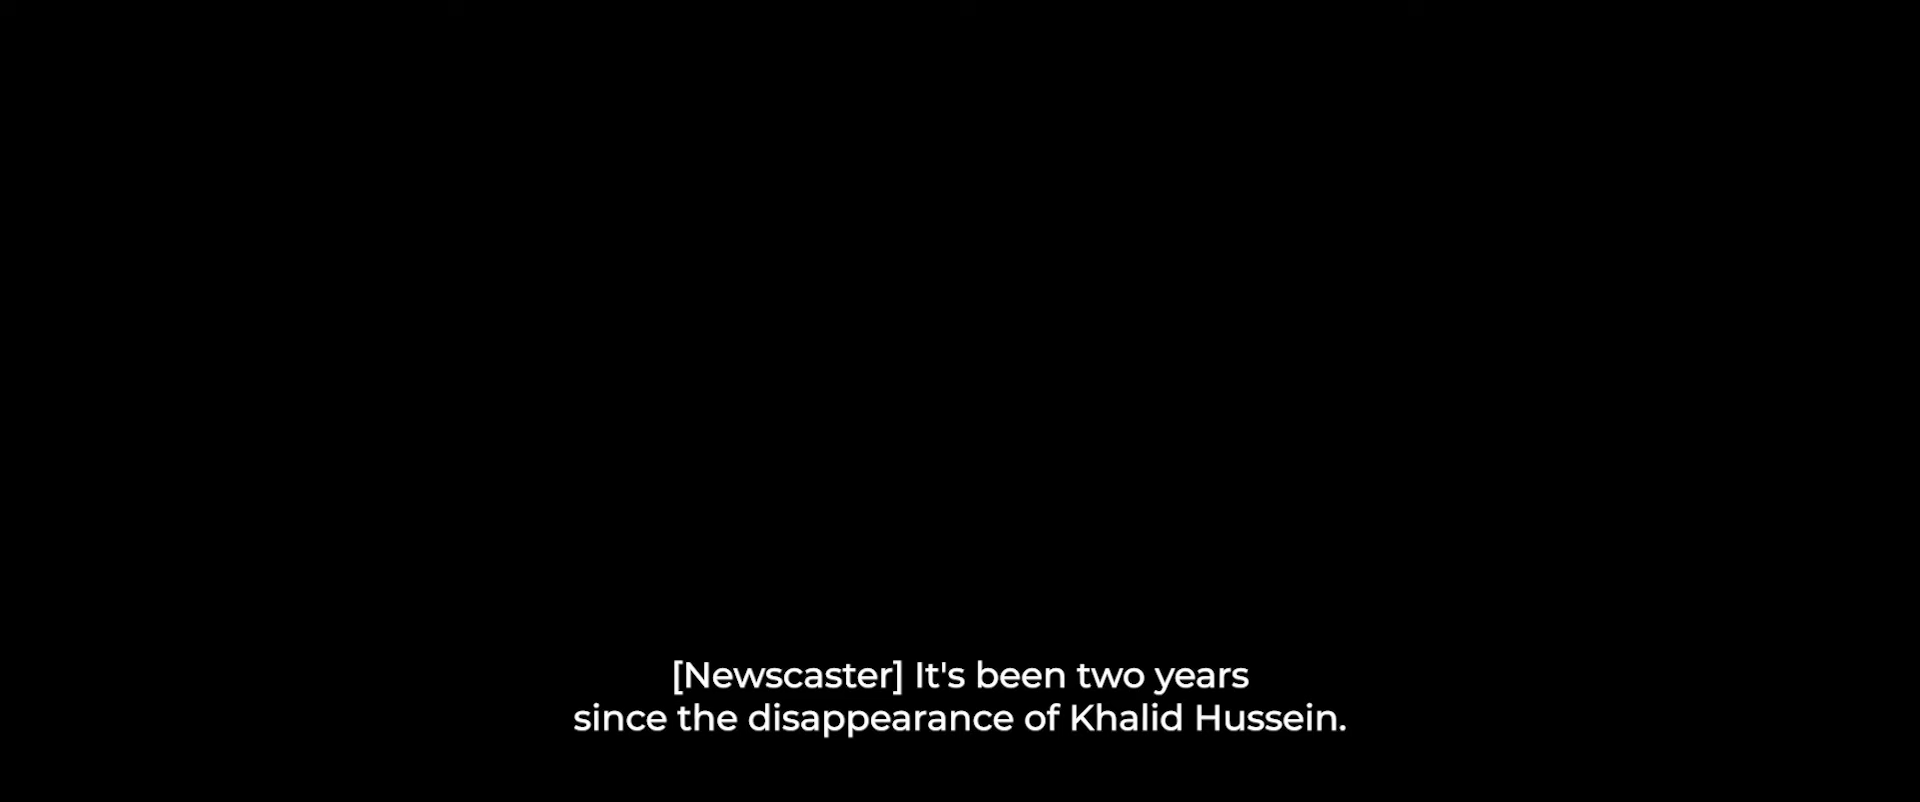 [Newscaster] It's been two years
since the disappearance of Khalid Hussein.